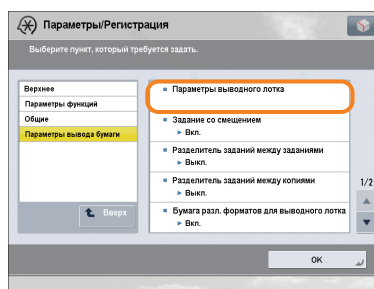 Параметры/Регистрация
Выберите пункт, который требуется задать.
Верхнее
Параметры функций
Общие
Параметры вывода бумаги
Вверх
Параметры выводного лотка
Задание со смещением
► Вкл.
Разделитель заданий между заданиями
► Выкл.
Разделитель заданий между копиями
► Выкл.
Бумага разл. форматов для выводного лотка
► Вкл.
1/2
OK